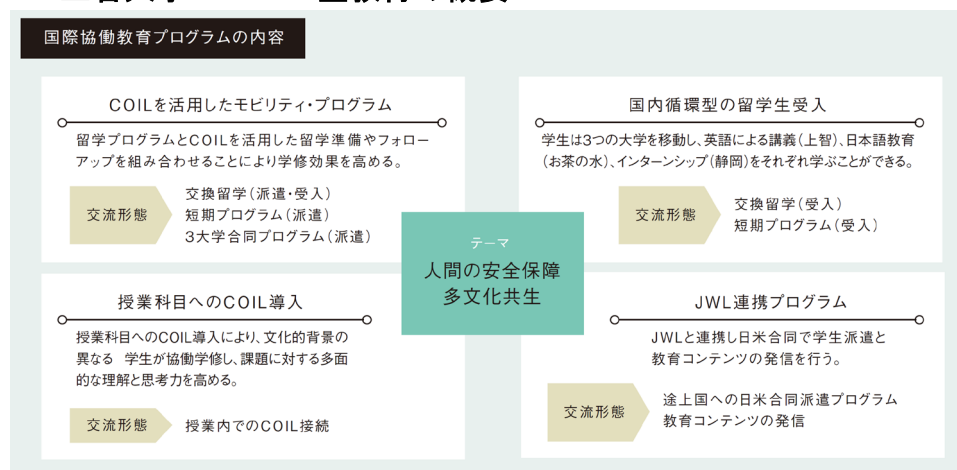 国際協働教育プログラムの内容
COILを活用したモビリティ・プログラム
留学プログラムとCOILを活用した留学準備やフォロー
アップを組み合わせることにより学修効果を高める。
交流形態
交換留学（派遣・受入）
短期プログラム（派遣）
3大学合同プログラム（派遣）
国内循環型の留学生受入
学生は3つの大学を移動し、英語による講義（上智）、日本語教育
（お茶の水）、インターンシップ（静岡）をそれぞれ学ぶことができる。
交流形態
交換留学（受入）
短期プログラム（受入）
テーマ
人間の安全保障
多文化共生
授業科目へのCOIL導入
授業科目へのCOIL導入により、文化的背景の
異なる 学生が協働学修し、課題に対する多面
的な理解と思考力を高める。
交流形態
授業内でのCOIL接続
JWL連携プログラム
JWLと連携し日米合同で学生派遣と
教育コンテンツの発信を行う。
交流形態
途上国への日米合同派遣プログラム
教育コンテンツの発信